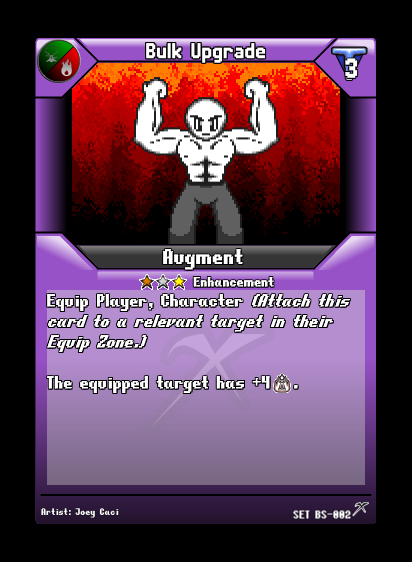 Bulk Upgrade
3
Augment
Enhancement
Equip Player, Character (Attach this
card to a relevant target in their
Equip Zone.)
The equipped target has +4.
Artist: Joey Caci
SET BS-002